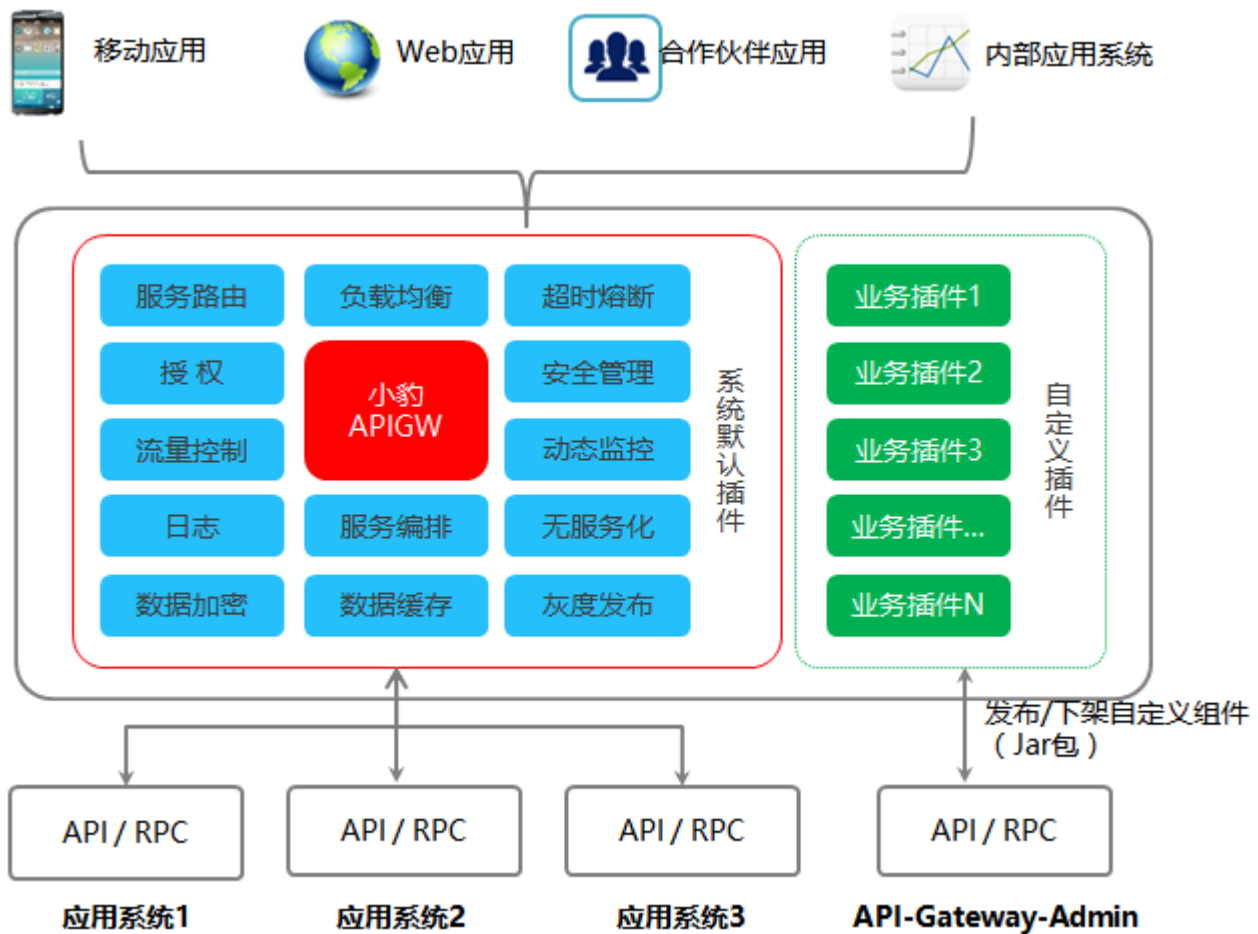 移动应用
Web应用
合作伙伴应用
内部应用系统
服务路由
负载均衡
超时熔断
授 权
小豹
APIGW
安全管理
流量控制
动态监控
日志
服务编排
无服务化
数据加密
数据缓存
灰度发布
系统默认插件
业务插件1
业务插件2
业务插件3
业务插件...
业务插件N
自定义插件
发布/下架自定义组件
（Jar包）
API / RPC
API / RPC
API / RPC
API / RPC
应用系统1
应用系统2
应用系统3
API-Gateway-Admin